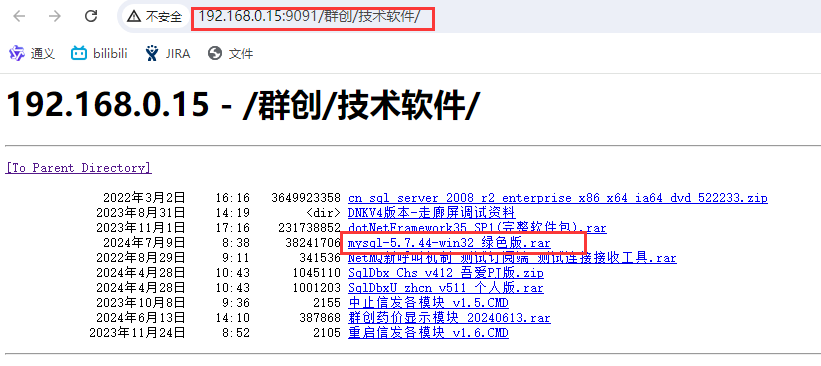 不安全 192.168.0.15:9091/群创/技术软件/
通义 bilibili JIRA 文件
192.168.0.15 - /群创/技术软件/
[To Parent Directory]
2022年3月2日 16:16 3649923358 cn_sql_server_2008_r2_enterprise_x86_x64_ia64_dvd_522233.zip
2023年8月31日 14:19 <dir> DNKV4版本-走廊屏调试资料
2023年11月1日 17:16 231738852 dotNetFramework35_SP1(完整软件包).rar
2024年7月9日 8:38 38241706 mysql-5.7.44-win32_绿色版.rar
2022年8月29日 9:11 341536 NetMQ新呼叫机制_测试订阅端_测试连接接收工具.rar
2024年4月28日 10:43 1045110 SqlDbx_Chs_v412_吾爱PJ版.zip
2024年4月28日 10:43 1001203 SqlDbxU_zhcn_v511_个人版.rar
2023年10月8日 9:36 2155 中止信发各模块_v1.5.CMD
2024年6月13日 14:10 387868 群创药价显示模块_20240613.rar
2023年11月24日 8:52 2105 重启信发各模块_v1.6.CMD